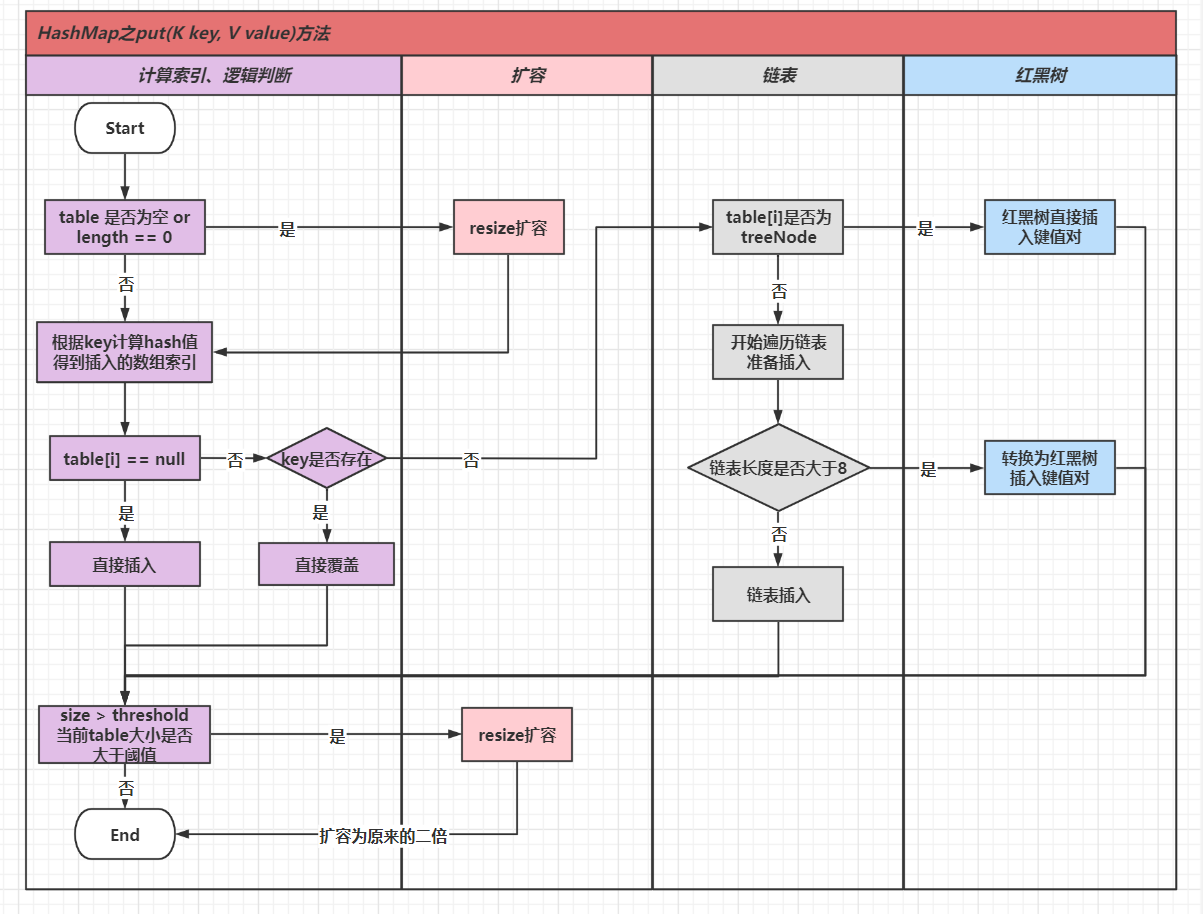 HashMap之put(K key, V value)方法
计算索引、逻辑判断
扩容
链表
红黑树
Start
table 是否为空 or
length == 0
是
resize扩容
table[i]是否为
treeNode
是
红黑树直接插
入键值对
否
否
根据key计算hash值
得到插入的数组索引
开始遍历链表
准备插入
table[i] == null
否
key是否存在
否
链表长度是否大于8
是
转换为红黑树
插入键值对
是
是
否
直接插入
直接覆盖
链表插入
size > threshold
当前table大小是否
大于阈值
是
resize扩容
否
End
扩容为原来的二倍